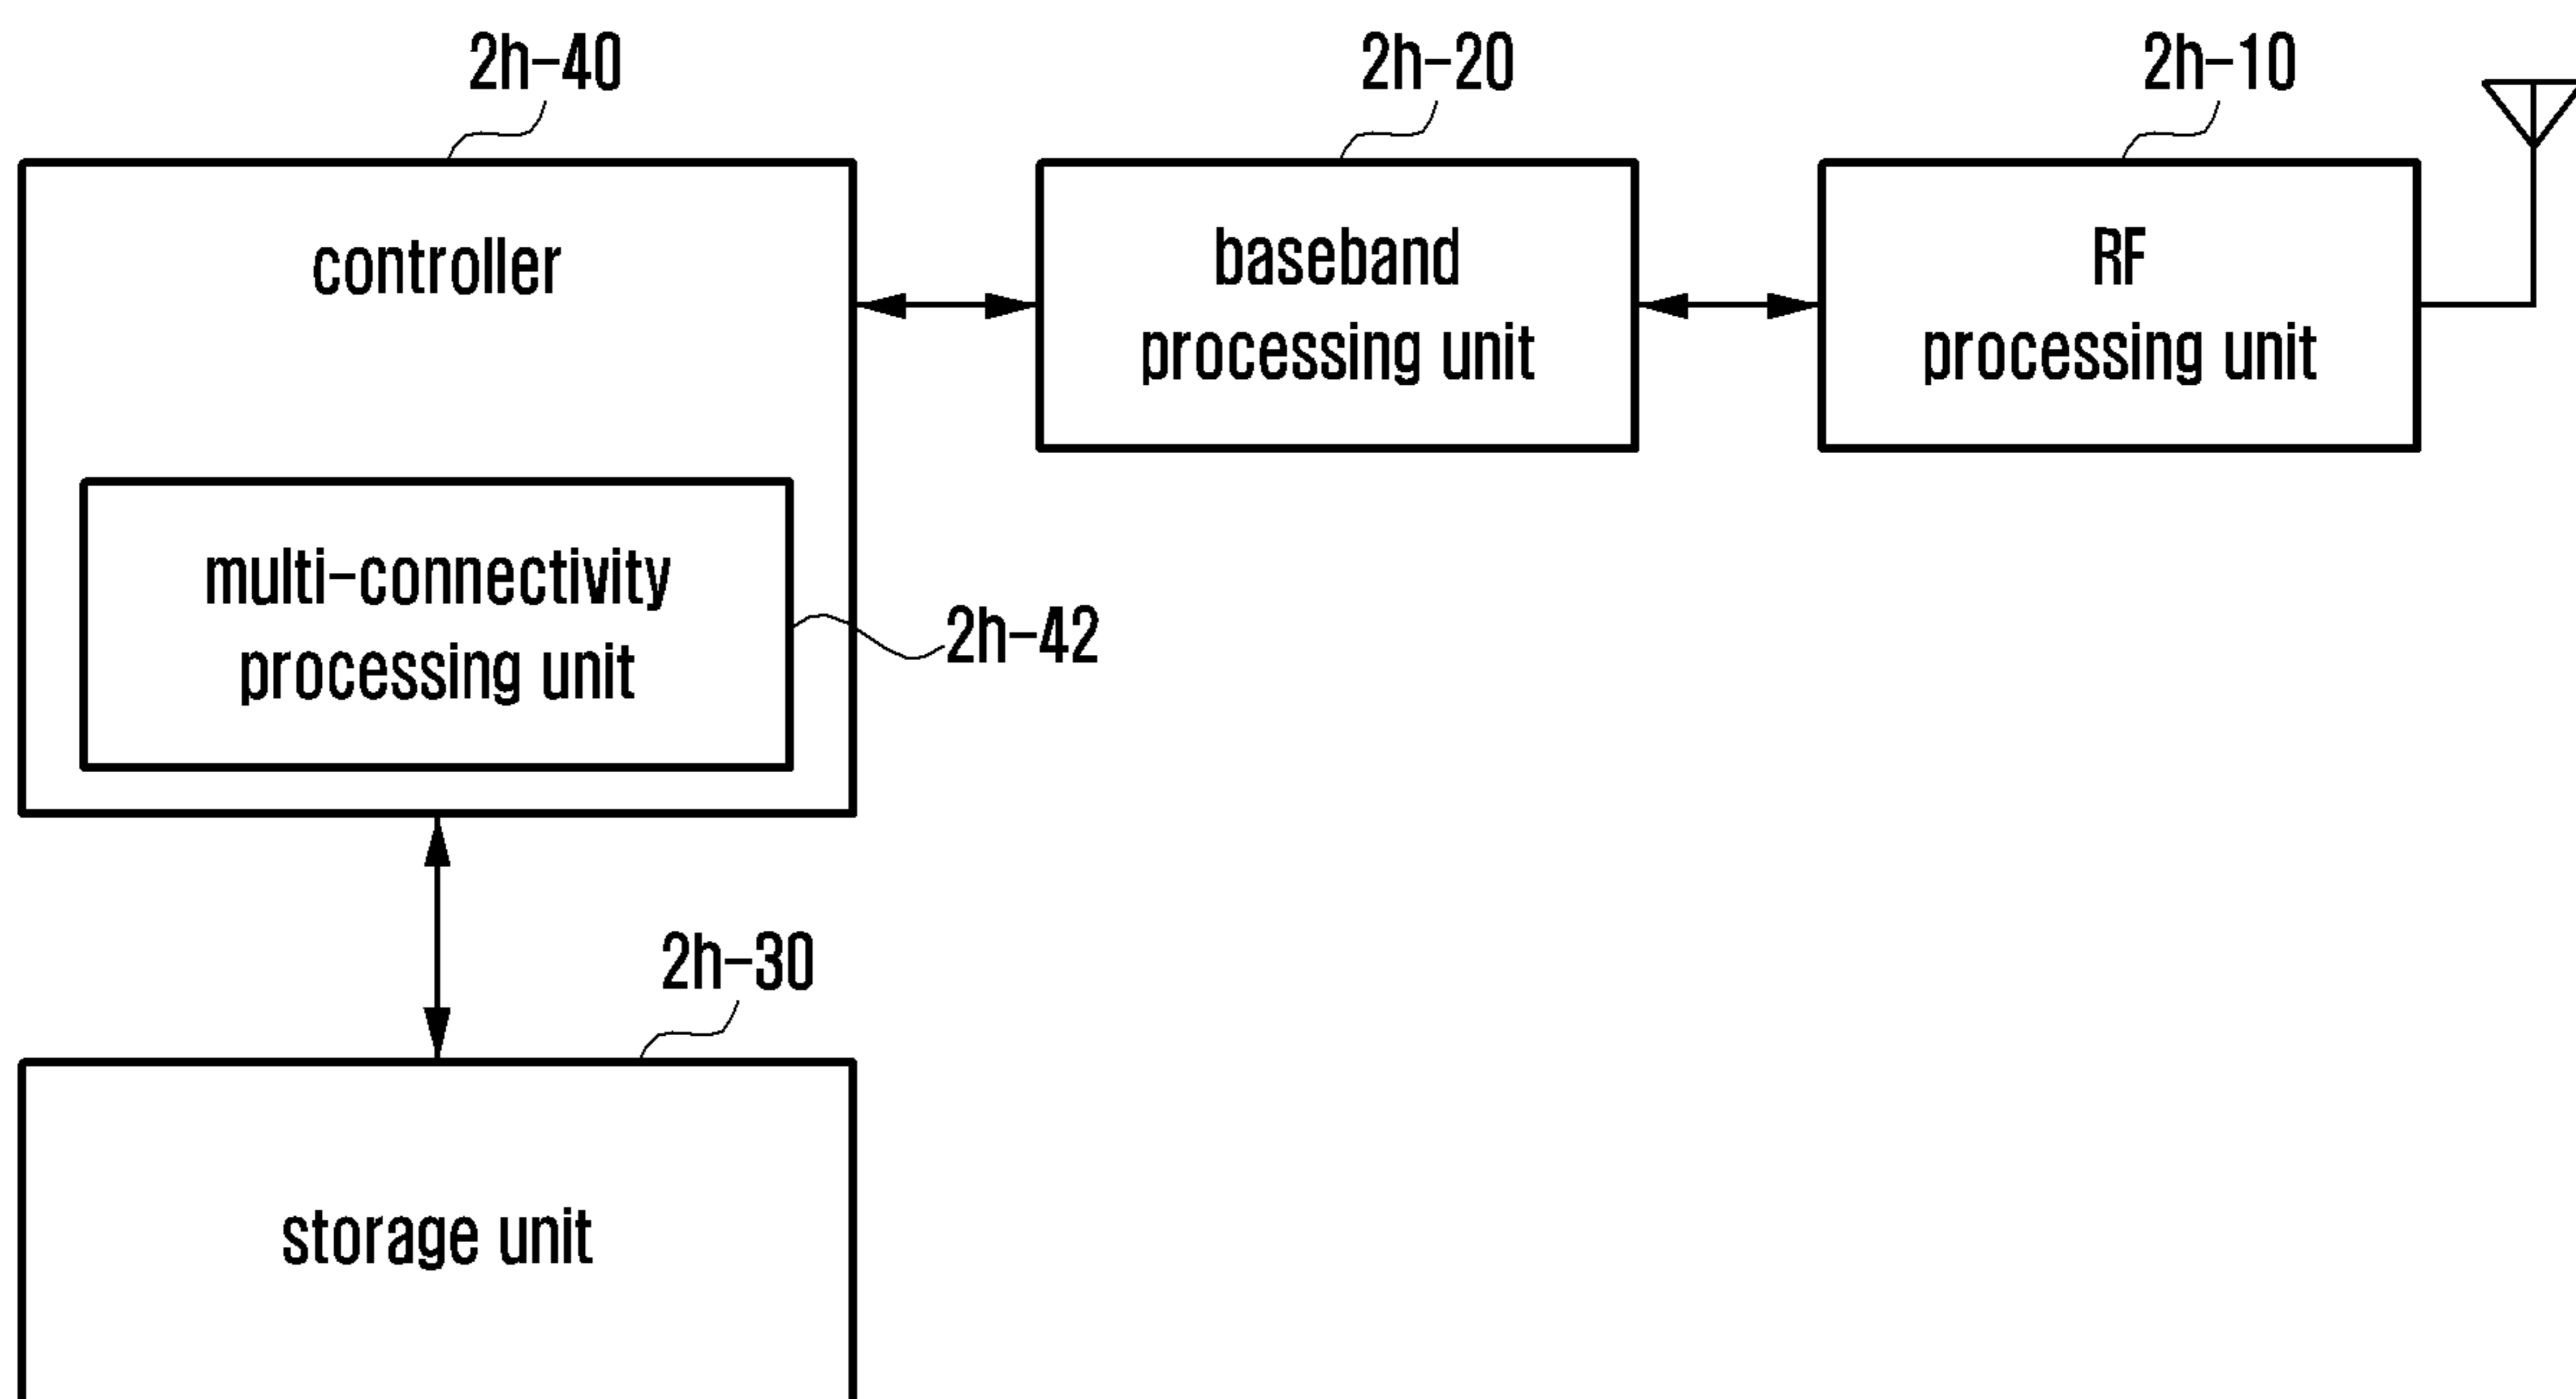 2h-40
2h-20
2h-10
controller
baseband
processing unit
RF
processing unit
multi-connectivity
processing unit
2h-42
2h-30
storage unit